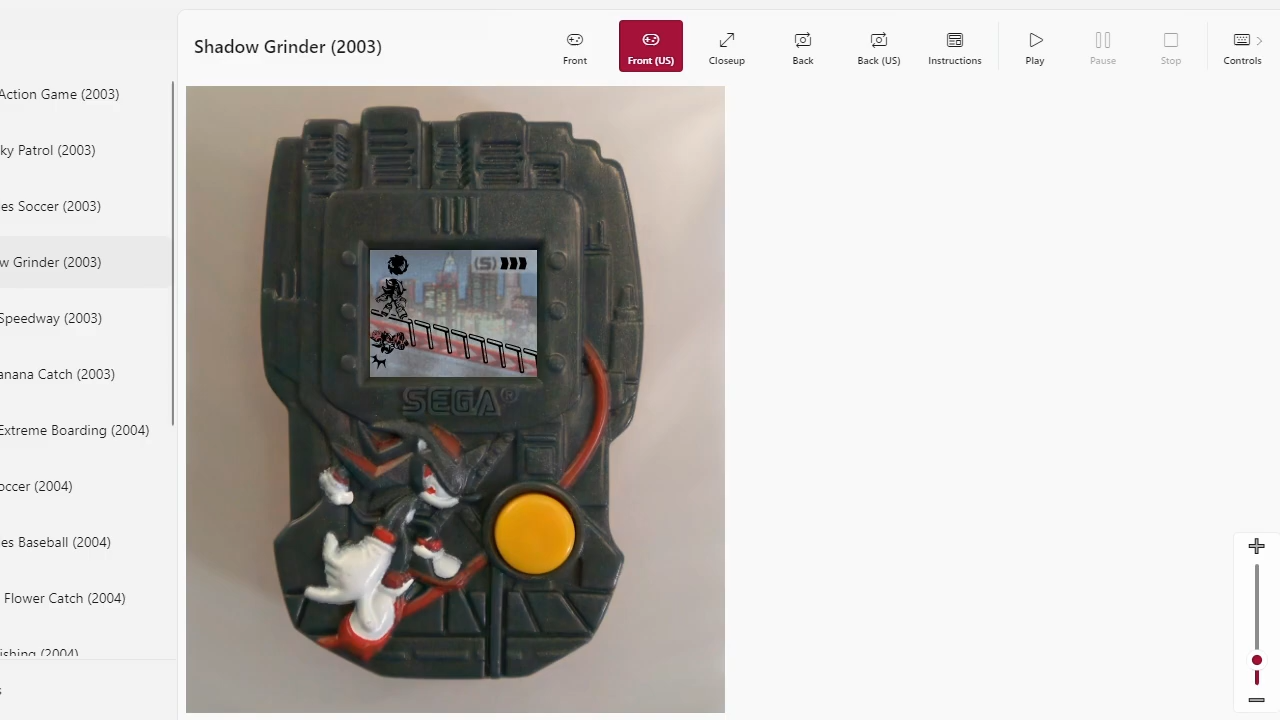 Shadow Grinder (2003)
Front
Front (US)
Closeup
Back
Back (US)
Instructions
Play
Pause
Stop
Controls
Action Game (2003)
ky Patrol (2003)
es Soccer (2003)
w Grinder (2003)
Speedway (2003)
anana Catch (2003)
Extreme Boarding (2004)
occer (2004)
es Baseball (2004)
Flower Catch (2004)
ishing (2004)
s
(S)
SEGA®